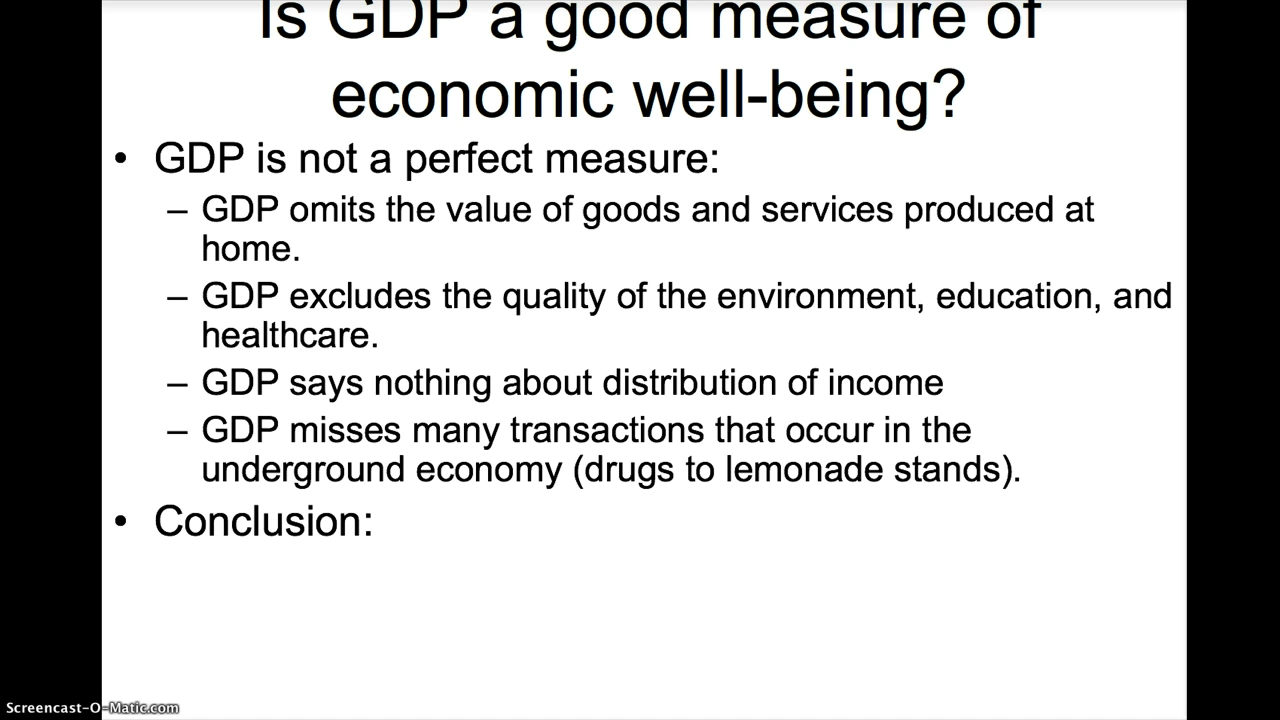 Is GDP a good measure of
economic well-being?
• GDP is not a perfect measure:
– GDP omits the value of goods and services produced at
home.
– GDP excludes the quality of the environment, education, and
healthcare.
– GDP says nothing about distribution of income
– GDP misses many transactions that occur in the
underground economy (drugs to lemonade stands).
• Conclusion:
Screencast-O-Matic.com